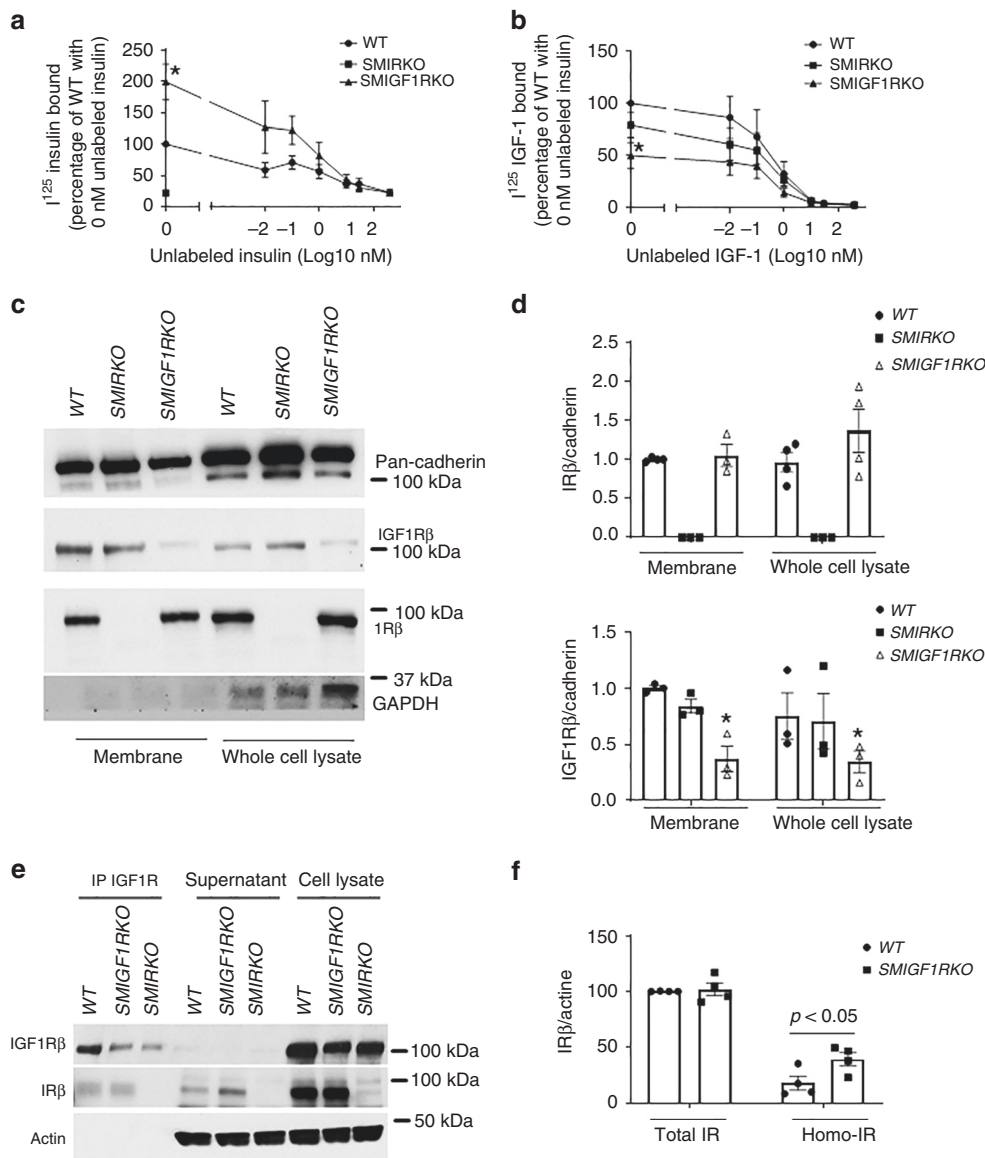 a
I125 insulin bound
(percentage of WT with
0 nM unlabeled insulin)
250
200
150
100
50
0
*
WT
SMIRKO
SMIGF1RKO
0 −2 −1 0 1 2
Unlabeled insulin (Log10 nM)
b
I125 IGF-1 bound
(percentage of WT with
0 nM unlabeled insulin)
150
100
50
0
*
WT
SMIRKO
SMIGF1RKO
0 −2 −1 0 1 2
Unlabeled IGF-1 (Log10 nM)
c
WT SMIRKO SMIGF1RKO WT SMIRKO SMIGF1RKO
Pan-cadherin
100 kDa
IGF1Rβ
100 kDa
100 kDa
1Rβ
37 kDa
GAPDH
Membrane Whole cell lysate
d
WT
SMIRKO
SMIGF1RKO
IRβ/cadherin
2.5
2.0
1.5
1.0
0.5
0.0
Membrane Whole cell lysate
WT
SMIRKO
SMIGF1RKO
IGF1Rβ/cadherin
1.5
1.0
0.5
0.0
* *
Membrane Whole cell lysate
e
IP IGF1R Supernatant Cell lysate
WT SMIGF1RKO SMIRKO WT SMIGF1RKO SMIRKO WT SMIGF1RKO SMIRKO
IGF1Rβ
100 kDa
100 kDa
IRβ
50 kDa
Actin
f
WT
SMIGF1RKO
IRβ/actine
150
100
50
0
p < 0.05
Total IR Homo-IR